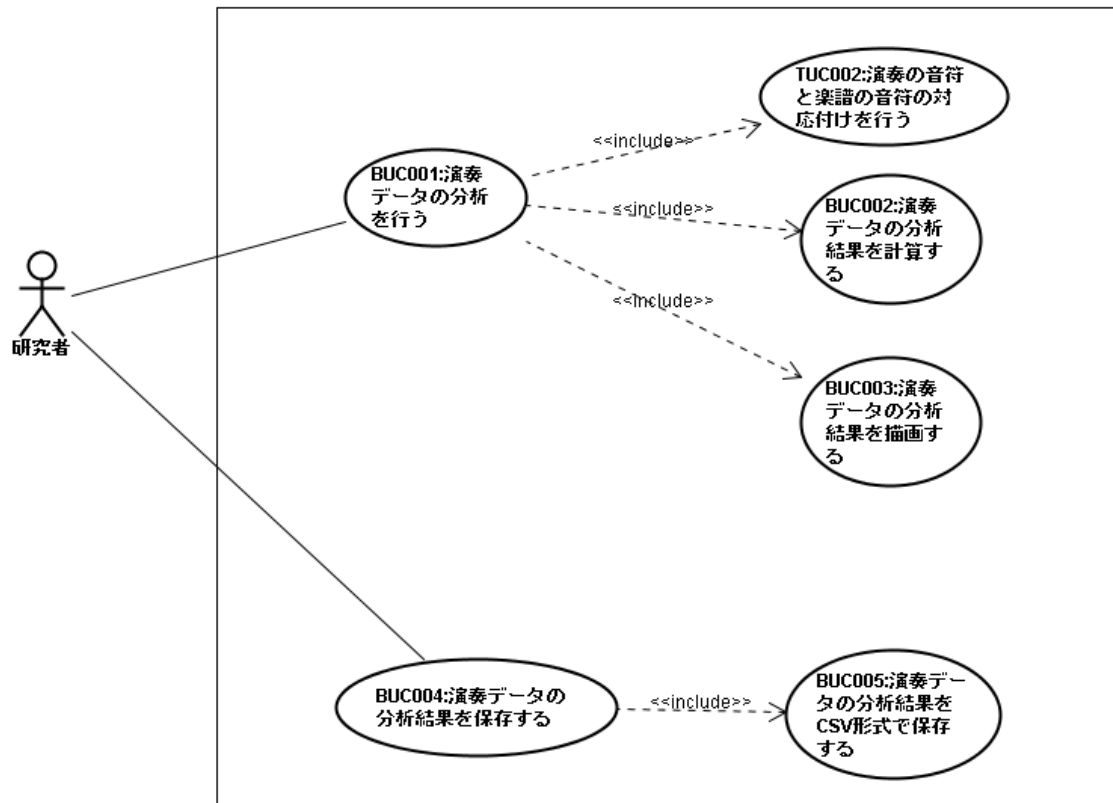 TUC002:演奏の音符
と楽譜の音符の対
応付けを行う
<<include>>
BUC001:演奏
データの分析
を行う
<<include>>
BUC002:演奏
データの分析
結果を計算す
る
<<include>>
研究者
BUC003:演奏
データの分析
結果を描画す
る
BUC004:演奏データの
分析結果を保存する
<<include>>
BUC005:演奏デー
タの分析結果を
CSV形式で保存
する